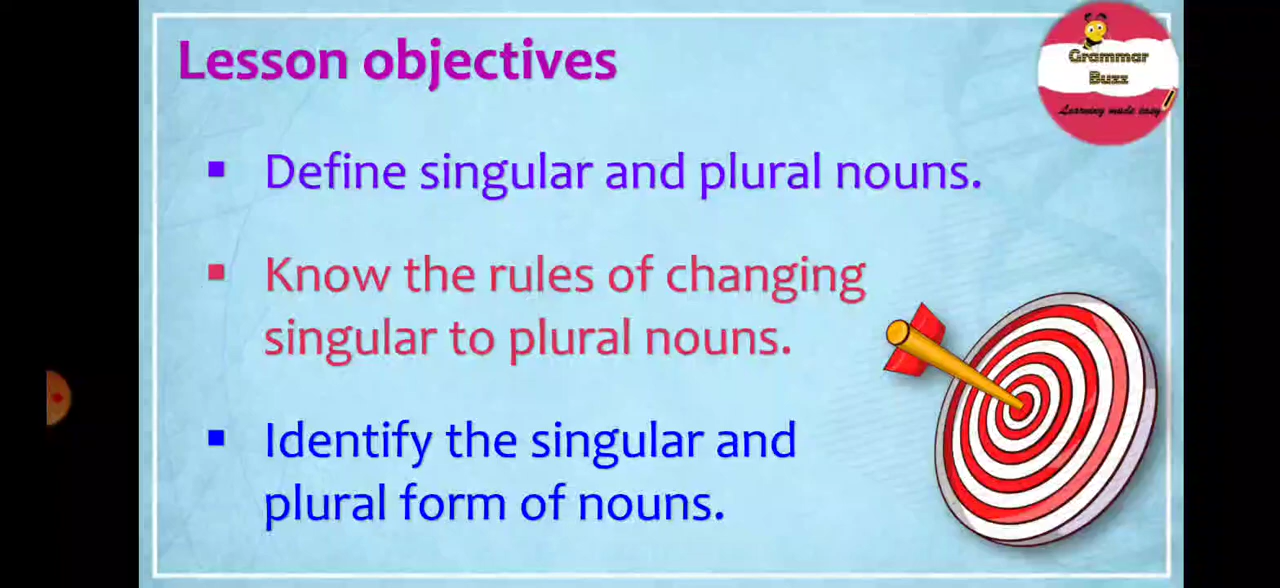 Lesson objectives
Grammar
Buzz
Learning made easy
▪ Define singular and plural nouns.
▪ Know the rules of changing
singular to plural nouns.
▪ Identify the singular and
plural form of nouns.